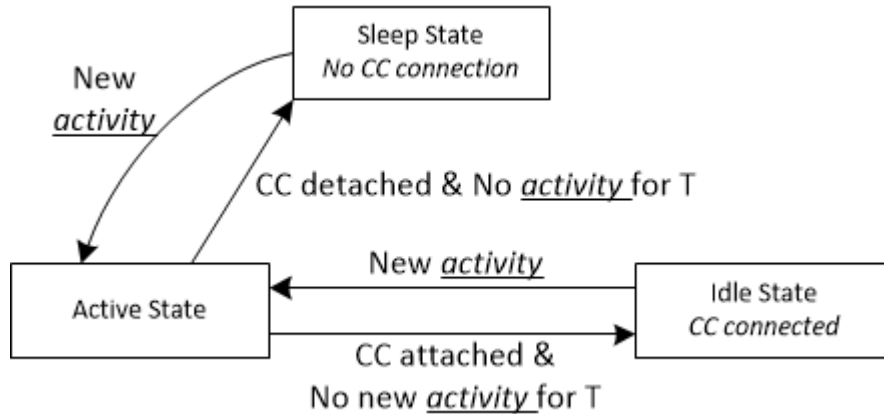 Sleep State
No CC connection
New
activity
CC detached & No activity for T
New activity
Active State
Idle State
CC connected
CC attached &
No new activity for T